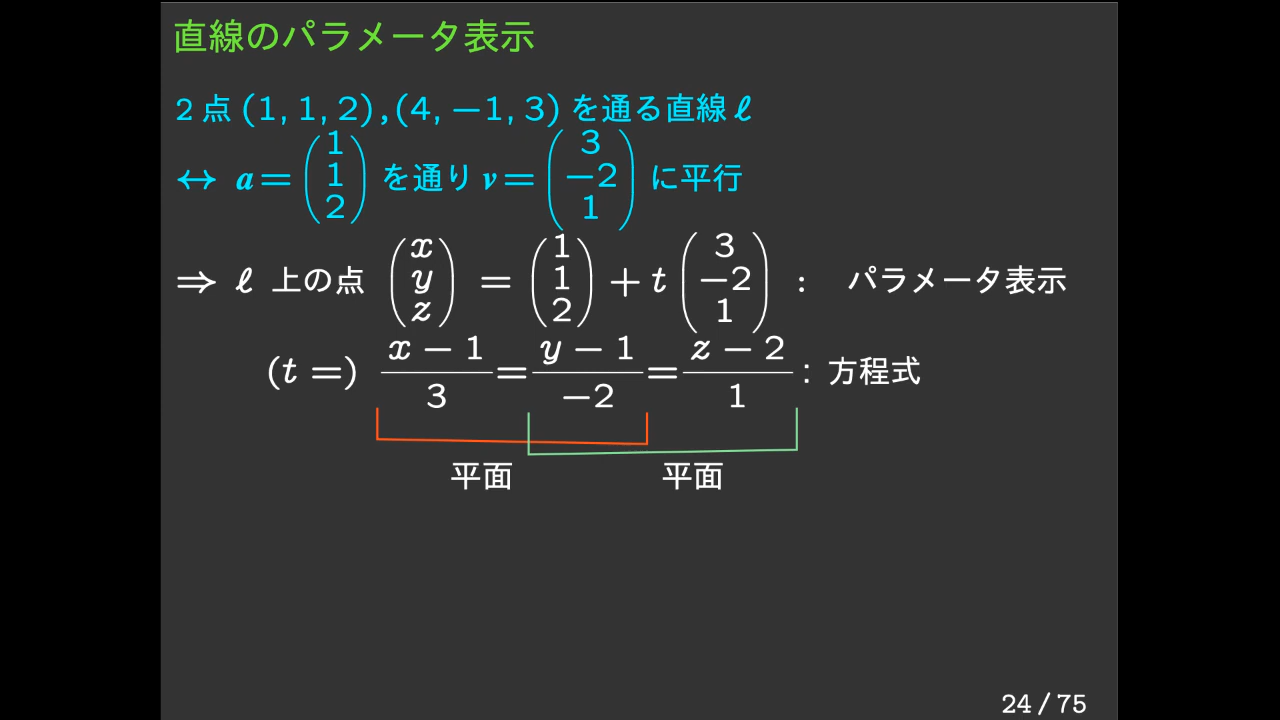 直線のパラメータ表示
2点 (1, 1, 2), (4, −1, 3) を通る直線 ℓ
↔ a = (1 1 2) を通り v = (3 −2 1) に平行
⇒ ℓ 上の点 (x y z) = (1 1 2) + t (3 −2 1) : パラメータ表示
(t =) (x − 1)/3 = (y − 1)/−2 = (z − 2)/1 : 方程式
平面 平面
24 / 75